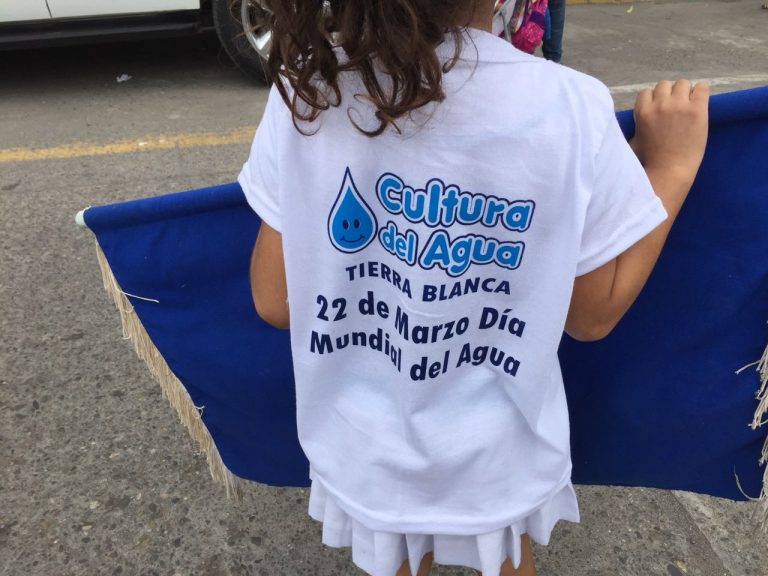 Cultura
del Agua
TIERRA BLANCA
22 de Marzo Día
Mundial del Agua